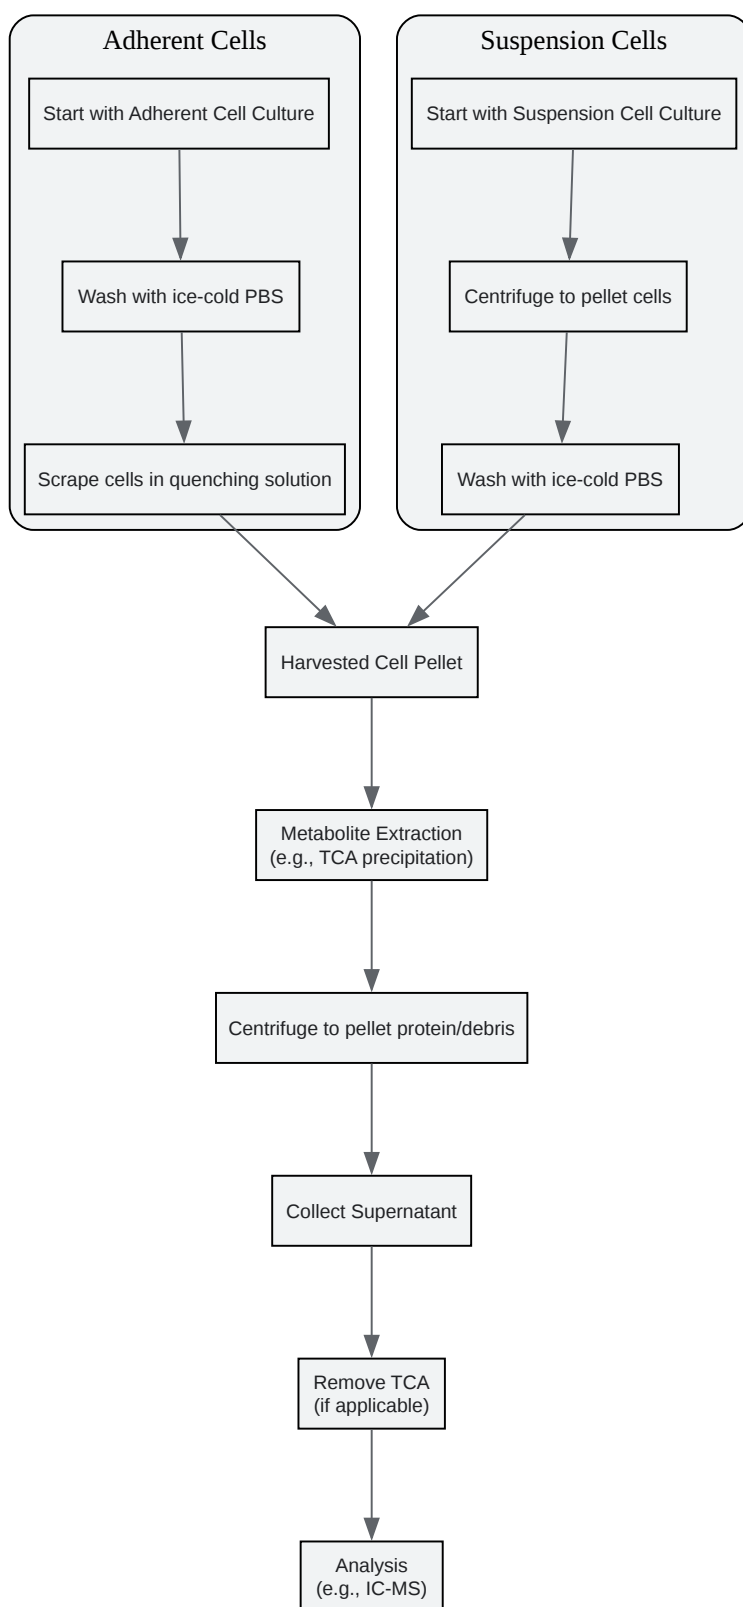 Adherent Cells
Start with Adherent Cell Culture
Wash with ice-cold PBS
Scrape cells in quenching solution
Suspension Cells
Start with Suspension Cell Culture
Centrifuge to pellet cells
Wash with ice-cold PBS
Harvested Cell Pellet
Metabolite Extraction
(e.g., TCA precipitation)
Centrifuge to pellet protein/debris
Collect Supernatant
Remove TCA
(if applicable)
Analysis
(e.g., IC-MS)